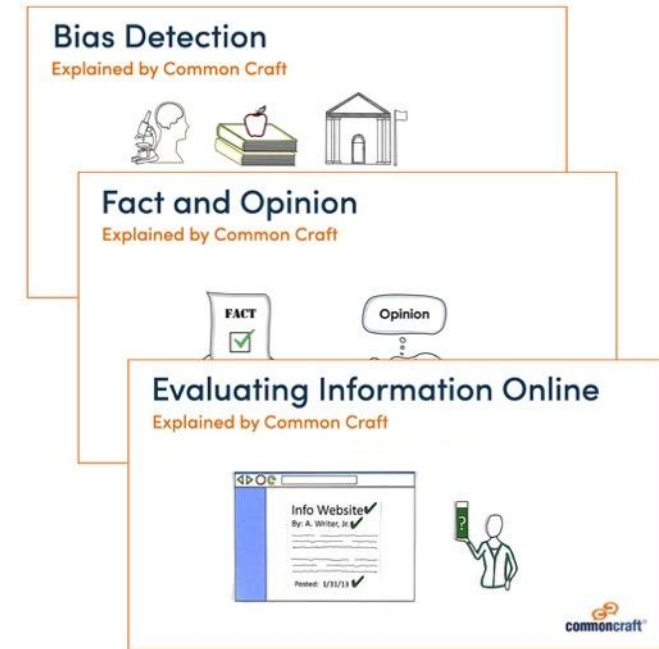 Bias Detection
Explained by Common Craft
Fact and Opinion
Explained by Common Craft
FACT
Opinion
Evaluating Information Online
Explained by Common Craft
Info Website
By: A. Writer, Jr.
Posted: 1/31/13
?
commoncraft®